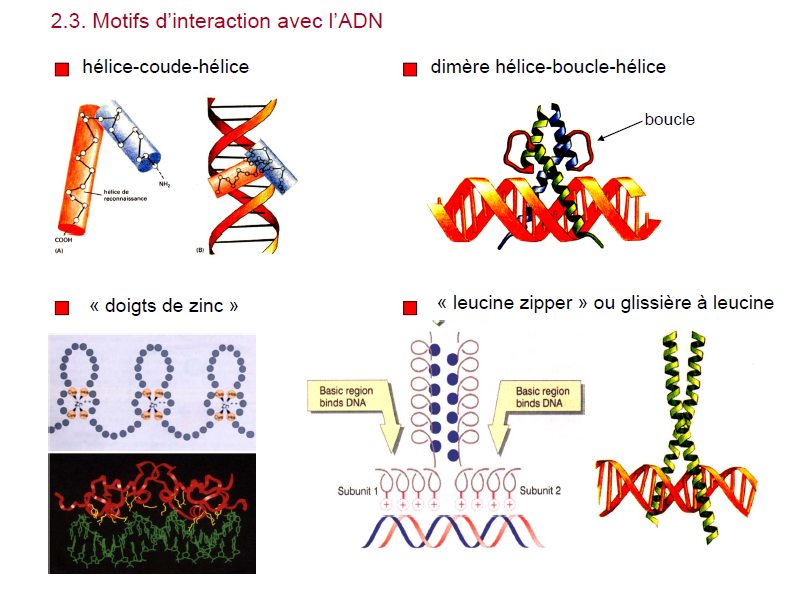 2.3. Motifs d’interaction avec l’ADN
hélice-coude-hélice
dimère hélice-boucle-hélice
boucle
NH₂
hélice de
reconnaissance
COOH
(A)
(B)
« doigts de zinc »
« leucine zipper » ou glissière à leucine
Basic region
binds DNA
Basic region
binds DNA
Subunit 1
Subunit 2
+ + + + + + + +